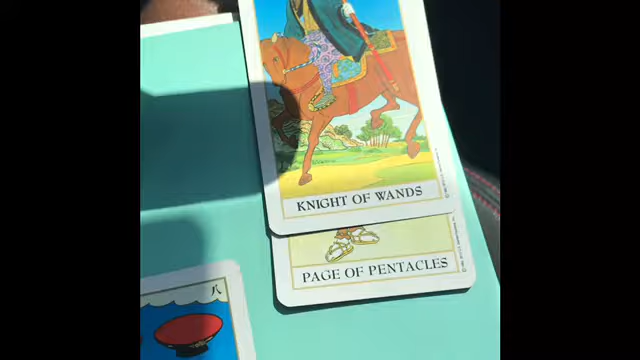 KNIGHT OF WANDS
PAGE OF PENTACLES
八